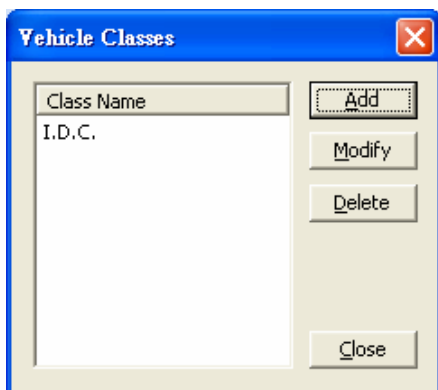 Vehicle Classes
Class Name
I.D.C.
Add
Modify
Delete
Close